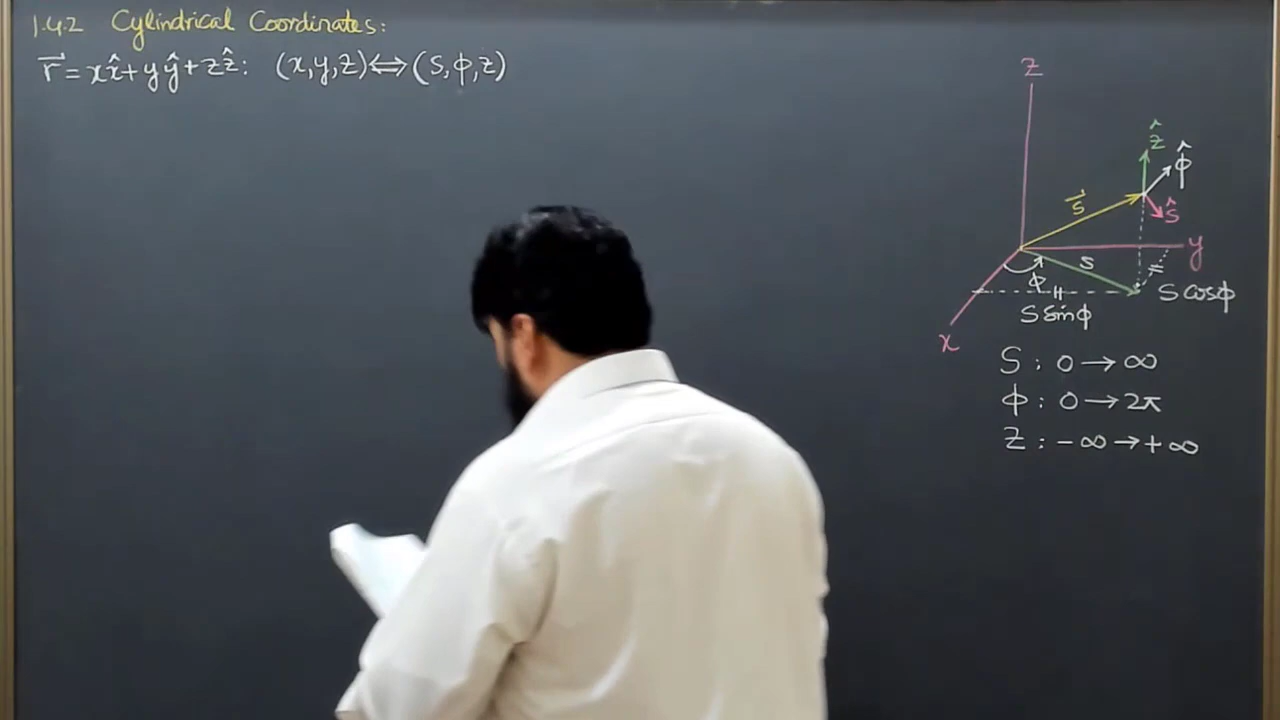 1.4.2 Cylindrical Coordinates:
r⃗ = xx̂ + yŷ + zẑ : (x,y,z) ⟺ (s,ϕ,z)
z
ẑ
ϕ̂
s⃗
ŝ
y
s
ϕ
=
S cosϕ
S Sinϕ
x
S : 0 → ∞
ϕ : 0 → 2π
Z : -∞ → +∞